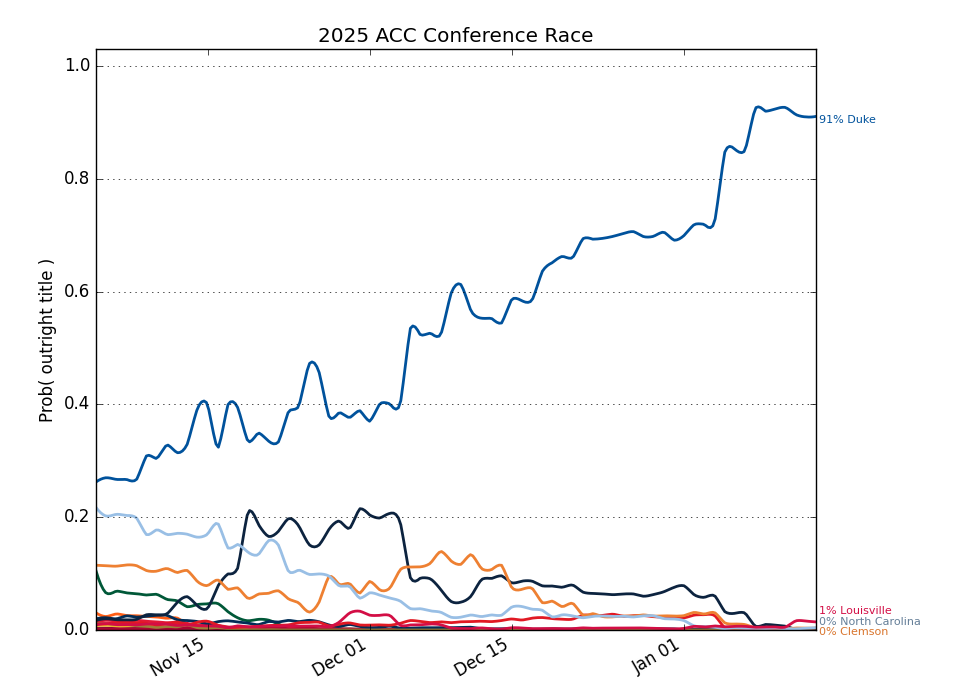 2025 ACC Conference Race
1.0
0.8
0.6
0.4
0.2
0.0
Prob( outright title )
91% Duke
1% Louisville
0% North Carolina
0% Clemson
Nov 15
Dec 01
Dec 15
Jan 01